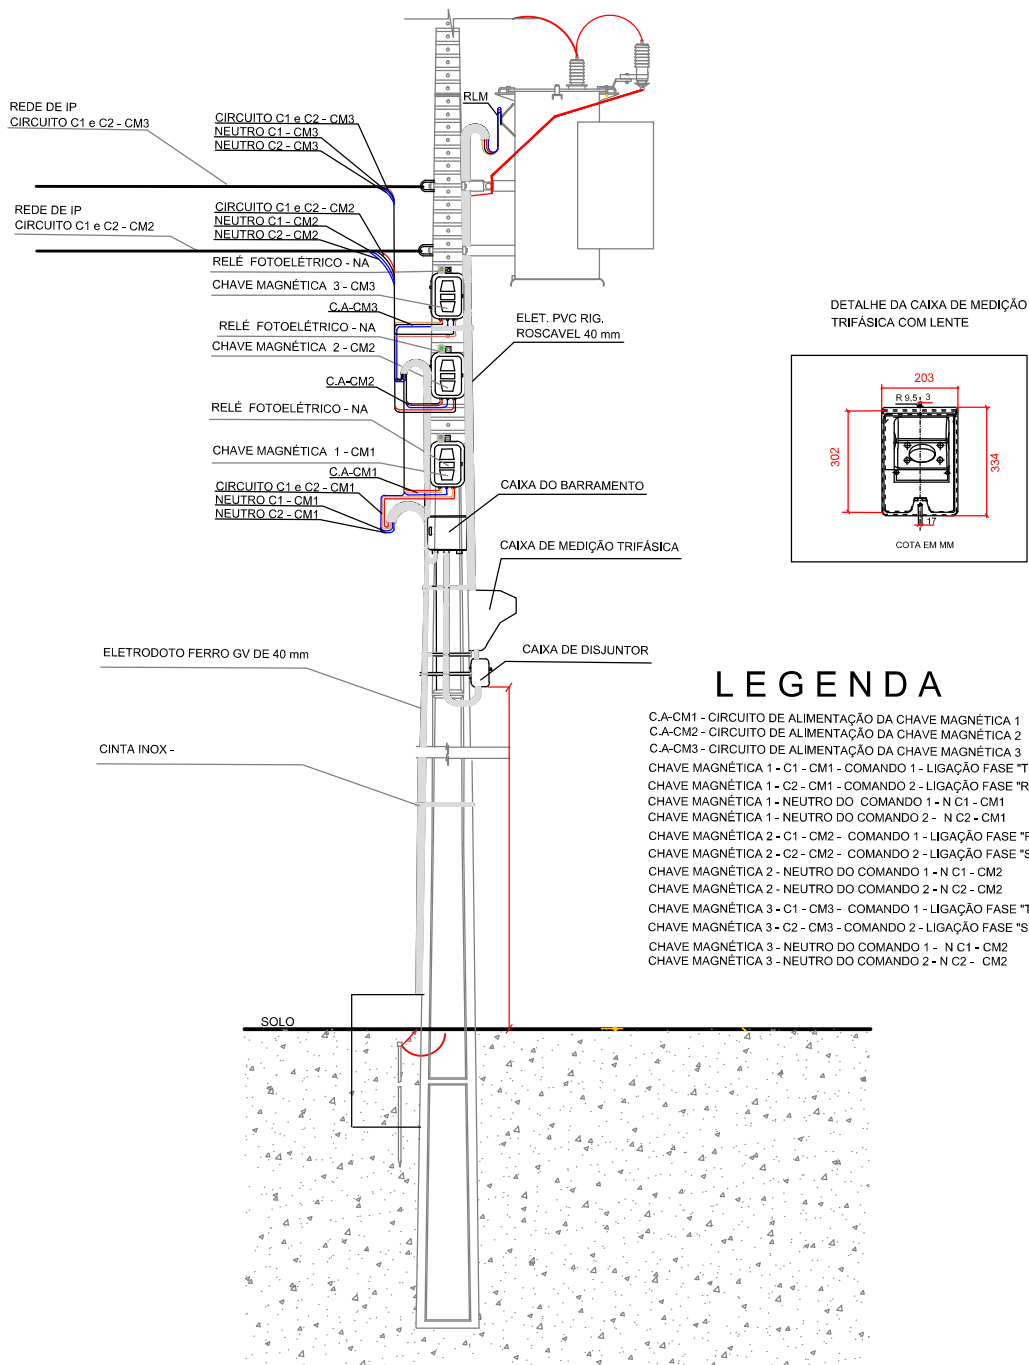 REDE DE IP
CIRCUITO C1 e C2 - CM3
CIRCUITO C1 e C2 - CM3
NEUTRO C1 - CM3
NEUTRO C2 - CM3
RLM
REDE DE IP
CIRCUITO C1 e C2 - CM2
CIRCUITO C1 e C2 - CM2
NEUTRO C1 - CM2
NEUTRO C2 - CM2
RELÉ FOTOELÉTRICO - NA
CHAVE MAGNÉTICA 3 - CM3
C.A-CM3
RELÉ FOTOELÉTRICO - NA
CHAVE MAGNÉTICA 2 - CM2
C.A-CM2
RELÉ FOTOELÉTRICO - NA
CHAVE MAGNÉTICA 1 - CM1
C.A-CM1
CIRCUITO C1 e C2 - CM1
NEUTRO C1 - CM1
NEUTRO C2 - CM1
ELET. PVC RIG.
ROSCAVEL 40 mm
CAIXA DO BARRAMENTO
CAIXA DE MEDIÇÃO TRIFÁSICA
CAIXA DE DISJUNTOR
ELETRODOTO FERRO GV DE 40 mm
CINTA INOX -
SOLO
DETALHE DA CAIXA DE MEDIÇÃO
TRIFÁSICA COM LENTE
203
R 9,5 3
302
334
17
COTA EM MM
LEGENDA
C.A-CM1 - CIRCUITO DE ALIMENTAÇÃO DA CHAVE MAGNÉTICA 1
C.A-CM2 - CIRCUITO DE ALIMENTAÇÃO DA CHAVE MAGNÉTICA 2
C.A-CM3 - CIRCUITO DE ALIMENTAÇÃO DA CHAVE MAGNÉTICA 3
CHAVE MAGNÉTICA 1 - C1 - CM1 - COMANDO 1 - LIGAÇÃO FASE "T
CHAVE MAGNÉTICA 1 - C2 - CM1 - COMANDO 2 - LIGAÇÃO FASE "R
CHAVE MAGNÉTICA 1 - NEUTRO DO COMANDO 1 - N C1 - CM1
CHAVE MAGNÉTICA 1 - NEUTRO DO COMANDO 2 - N C2 - CM1
CHAVE MAGNÉTICA 2 - C1 - CM2 - COMANDO 1 - LIGAÇÃO FASE "
CHAVE MAGNÉTICA 2 - C2 - CM2 - COMANDO 2 - LIGAÇÃO FASE "S
CHAVE MAGNÉTICA 2 - NEUTRO DO COMANDO 1 - N C1 - CM2
CHAVE MAGNÉTICA 2 - NEUTRO DO COMANDO 2 - N C2 - CM2
CHAVE MAGNÉTICA 3 - C1 - CM3 - COMANDO 1 - LIGAÇÃO FASE "T
CHAVE MAGNÉTICA 3 - C2 - CM3 - COMANDO 2 - LIGAÇÃO FASE "S
CHAVE MAGNÉTICA 3 - NEUTRO DO COMANDO 1 - N C1 - CM2
CHAVE MAGNÉTICA 3 - NEUTRO DO COMANDO 2 - N C2 - CM2